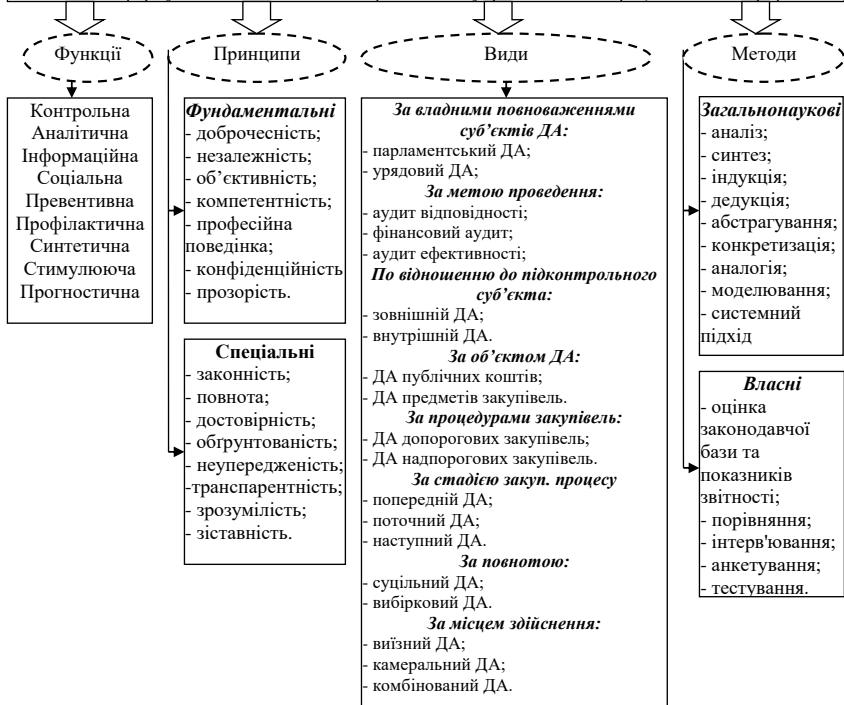 Функції
Принципи
Види
Методи
Контрольна
Аналітична
Інформаційна
Соціальна
Превентивна
Профілактична
Синтетична
Стимулююча
Прогностична
Фундаментальні
- доброчесність;
- незалежність;
- об’єктивність;
- компетентність;
- професійна
поведінка;
- конфіденційність
- прозорість.
Спеціальні
- законність;
- повнота;
- достовірність;
- обґрунтованість;
- неупередженість;
-транспарентність;
- зрозумілість;
- зіставність.
За владними повноваженнями
суб’єктів ДА:
- парламентський ДА;
- урядовий ДА;
За метою проведення:
- аудит відповідності;
- фінансовий аудит;
- аудит ефективності;
По відношенню до підконтрольного
суб’єкта:
- зовнішній ДА;
- внутрішній ДА.
За об’єктом ДА:
- ДА публічних коштів;
- ДА предметів закупівель.
За процедурами закупівель:
- ДА допорогових закупівель;
- ДА надпорогових закупівель.
За стадією закуп. процесу
- попередній ДА;
- поточний ДА;
- наступний ДА.
За повнотою:
- суцільний ДА;
- вибірковий ДА.
За місцем здійснення:
- виїзний ДА;
- камеральний ДА;
- комбінований ДА.
Загальнонаукові
- аналіз;
- синтез;
- індукція;
- дедукція;
- абстрагування;
- конкретизація;
- аналогія;
- моделювання;
- системний
підхід
Власні
- оцінка
законодавчої
бази та
показників
звітності;
- порівняння;
- інтерв'ювання;
- анкетування;
- тестування.